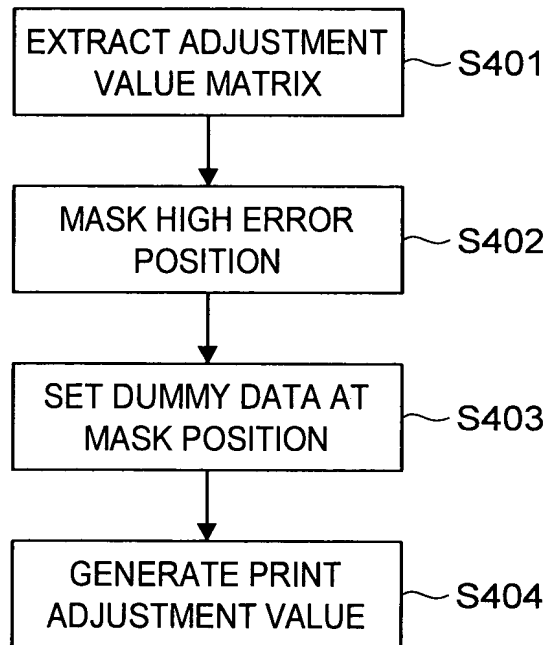 EXTRACT ADJUSTMENT
VALUE MATRIX
S401
MASK HIGH ERROR
POSITION
S402
SET DUMMY DATA AT
MASK POSITION
S403
GENERATE PRINT
ADJUSTMENT VALUE
S404